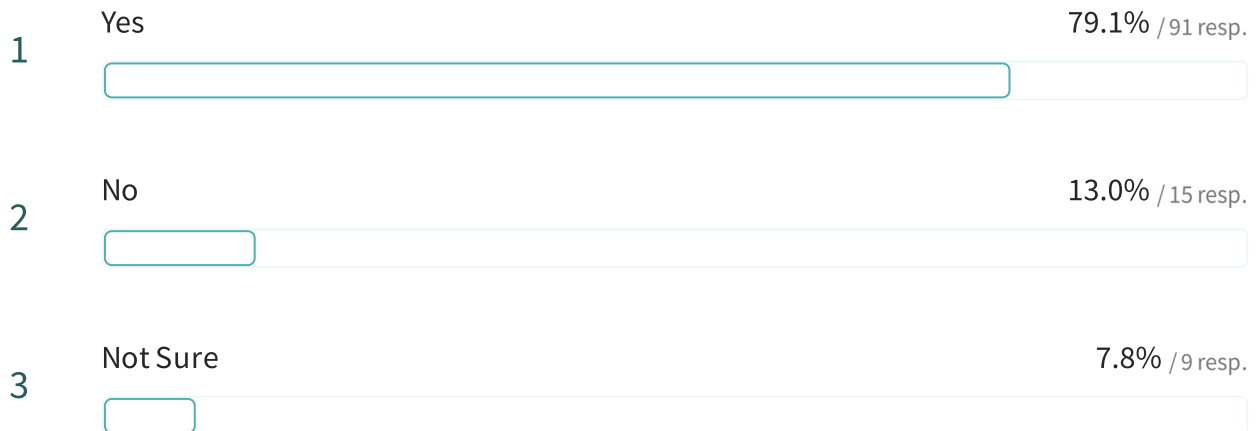 1
Yes 79.1% / 91 resp.
2
No 13.0% / 15 resp.
3
Not Sure 7.8% / 9 resp.